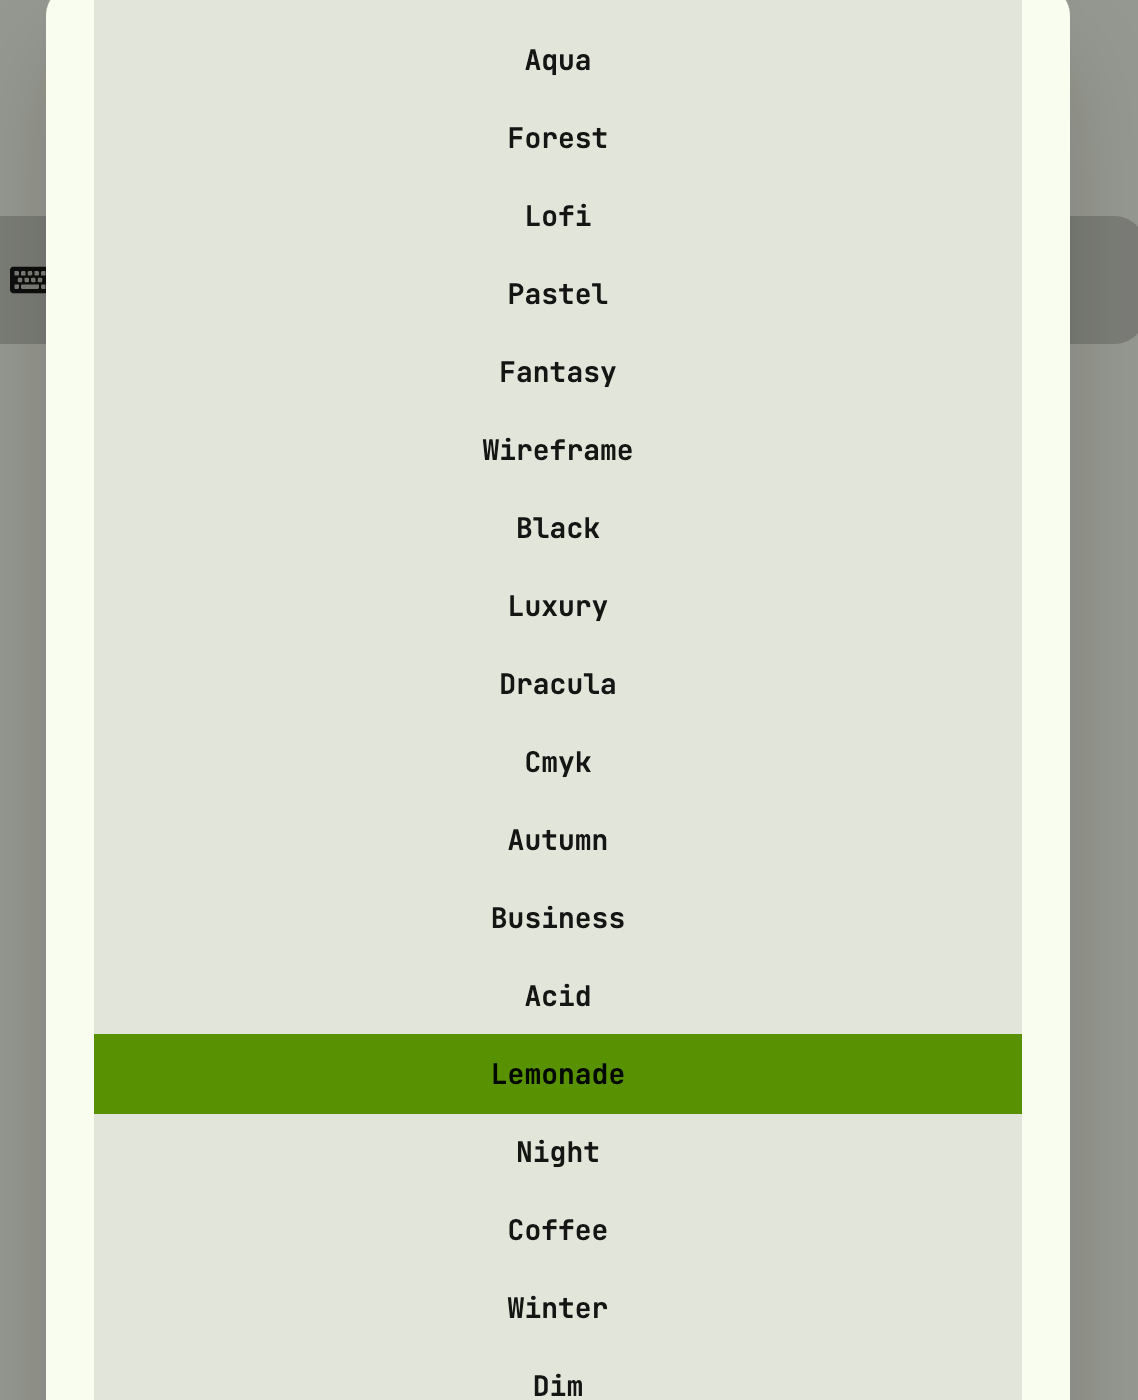 Aqua
Forest
Lofi
Pastel
Fantasy
Wireframe
Black
Luxury
Dracula
Cmyk
Autumn
Business
Acid
Lemonade
Night
Coffee
Winter
Dim